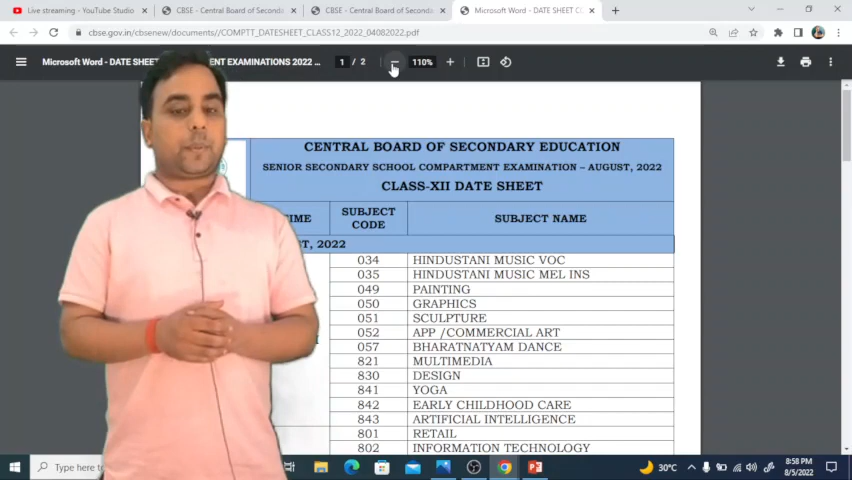 Live streaming - YouTube Studio
CBSE - Central Board of Seconda
CBSE - Central Board of Seconda
Microsoft Word - DATE SHEET CO
cbse.gov.in/cbsenew/documents//COMPTT_DATESHEET_CLASS12_2022_04082022.pdf
Microsoft Word - DATE SHEET ENT EXAMINATIONS 2022 ...
1 / 2
110%
CENTRAL BOARD OF SECONDARY EDUCATION
SENIOR SECONDARY SCHOOL COMPARTMENT EXAMINATION – AUGUST, 2022
CLASS-XII DATE SHEET
IME SUBJECT CODE SUBJECT NAME
ST, 2022
034 HINDUSTANI MUSIC VOC
035 HINDUSTANI MUSIC MEL INS
049 PAINTING
050 GRAPHICS
051 SCULPTURE
052 APP /COMMERCIAL ART
057 BHARATNATYAM DANCE
821 MULTIMEDIA
830 DESIGN
841 YOGA
842 EARLY CHILDHOOD CARE
843 ARTIFICIAL INTELLIGENCE
801 RETAIL
802 INFORMATION TECHNOLOGY
Type here to
30°C
8:58 PM
8/5/2022